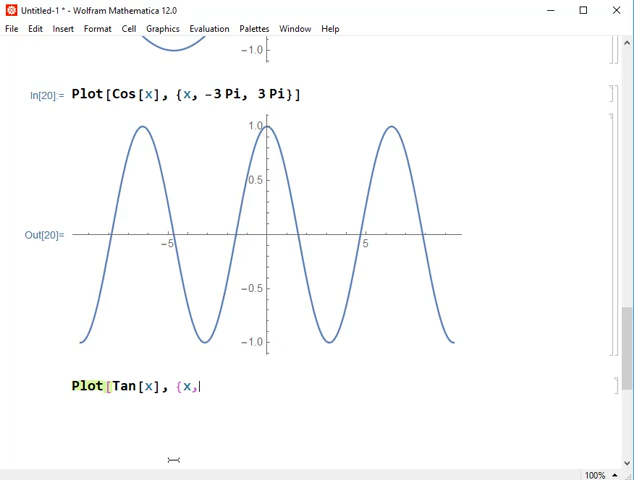 Untitled-1 * - Wolfram Mathematica 12.0
File Edit Insert Format Cell Graphics Evaluation Palettes Window Help
-1.0
In[20]:= Plot[Cos[x], {x, -3 Pi, 3 Pi}]
1.0
0.5
Out[20]=
-5 5
-0.5
-1.0
Plot[Tan[x], {x,
100%